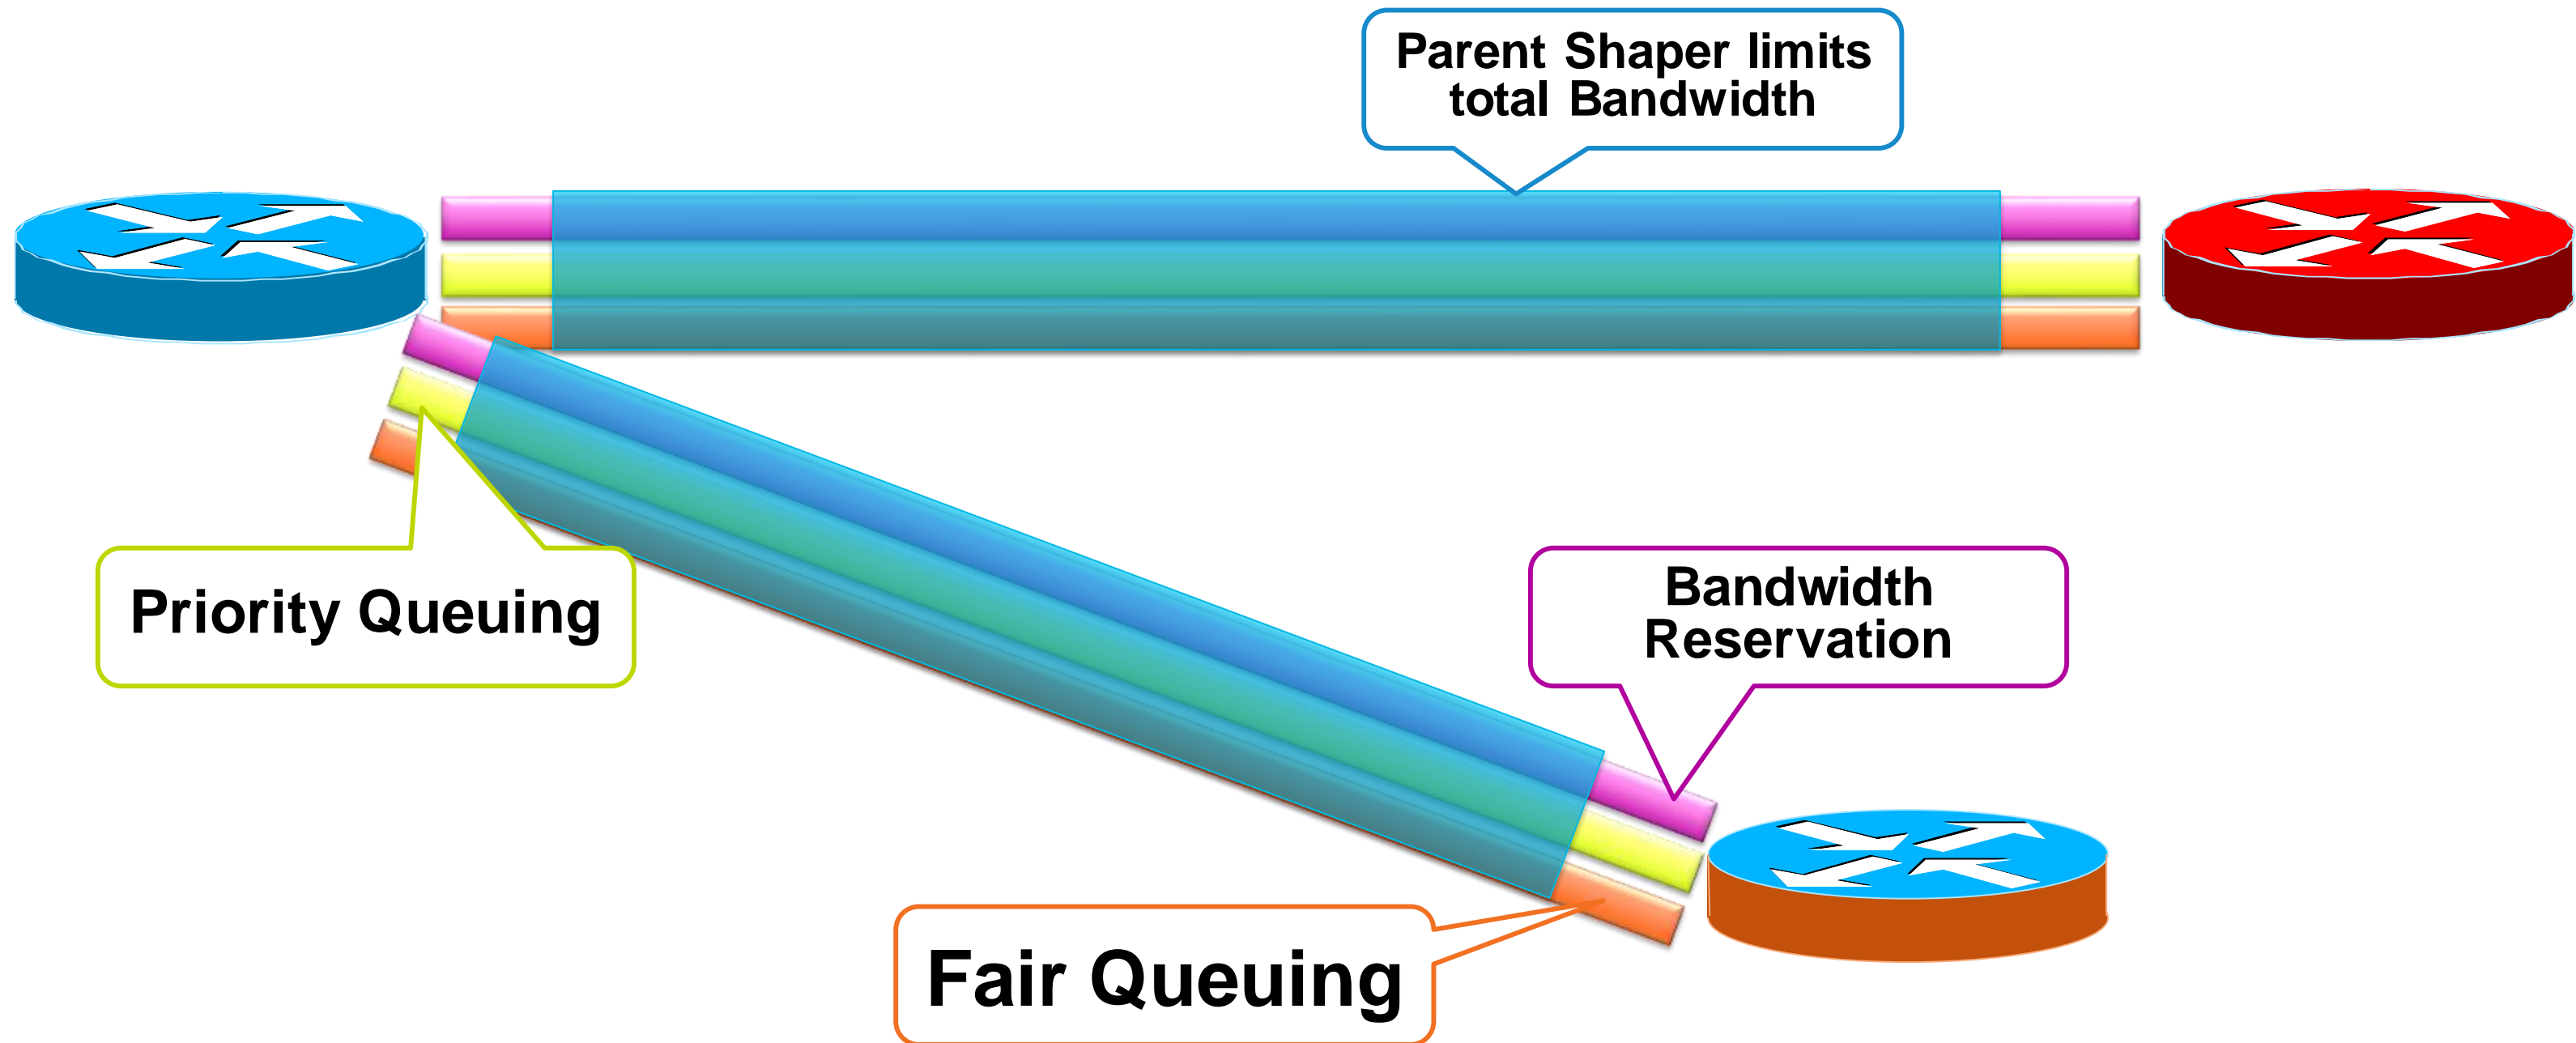 Parent Shaper limits
total Bandwidth
Priority Queuing
Bandwidth
Reservation
Fair Queuing